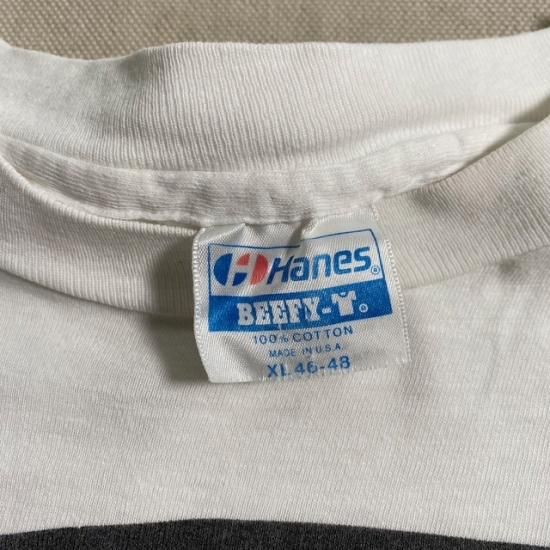 Hanes®
BEEFY-T®
100% COTTON
MADE IN U.S.A.
XL 46-48